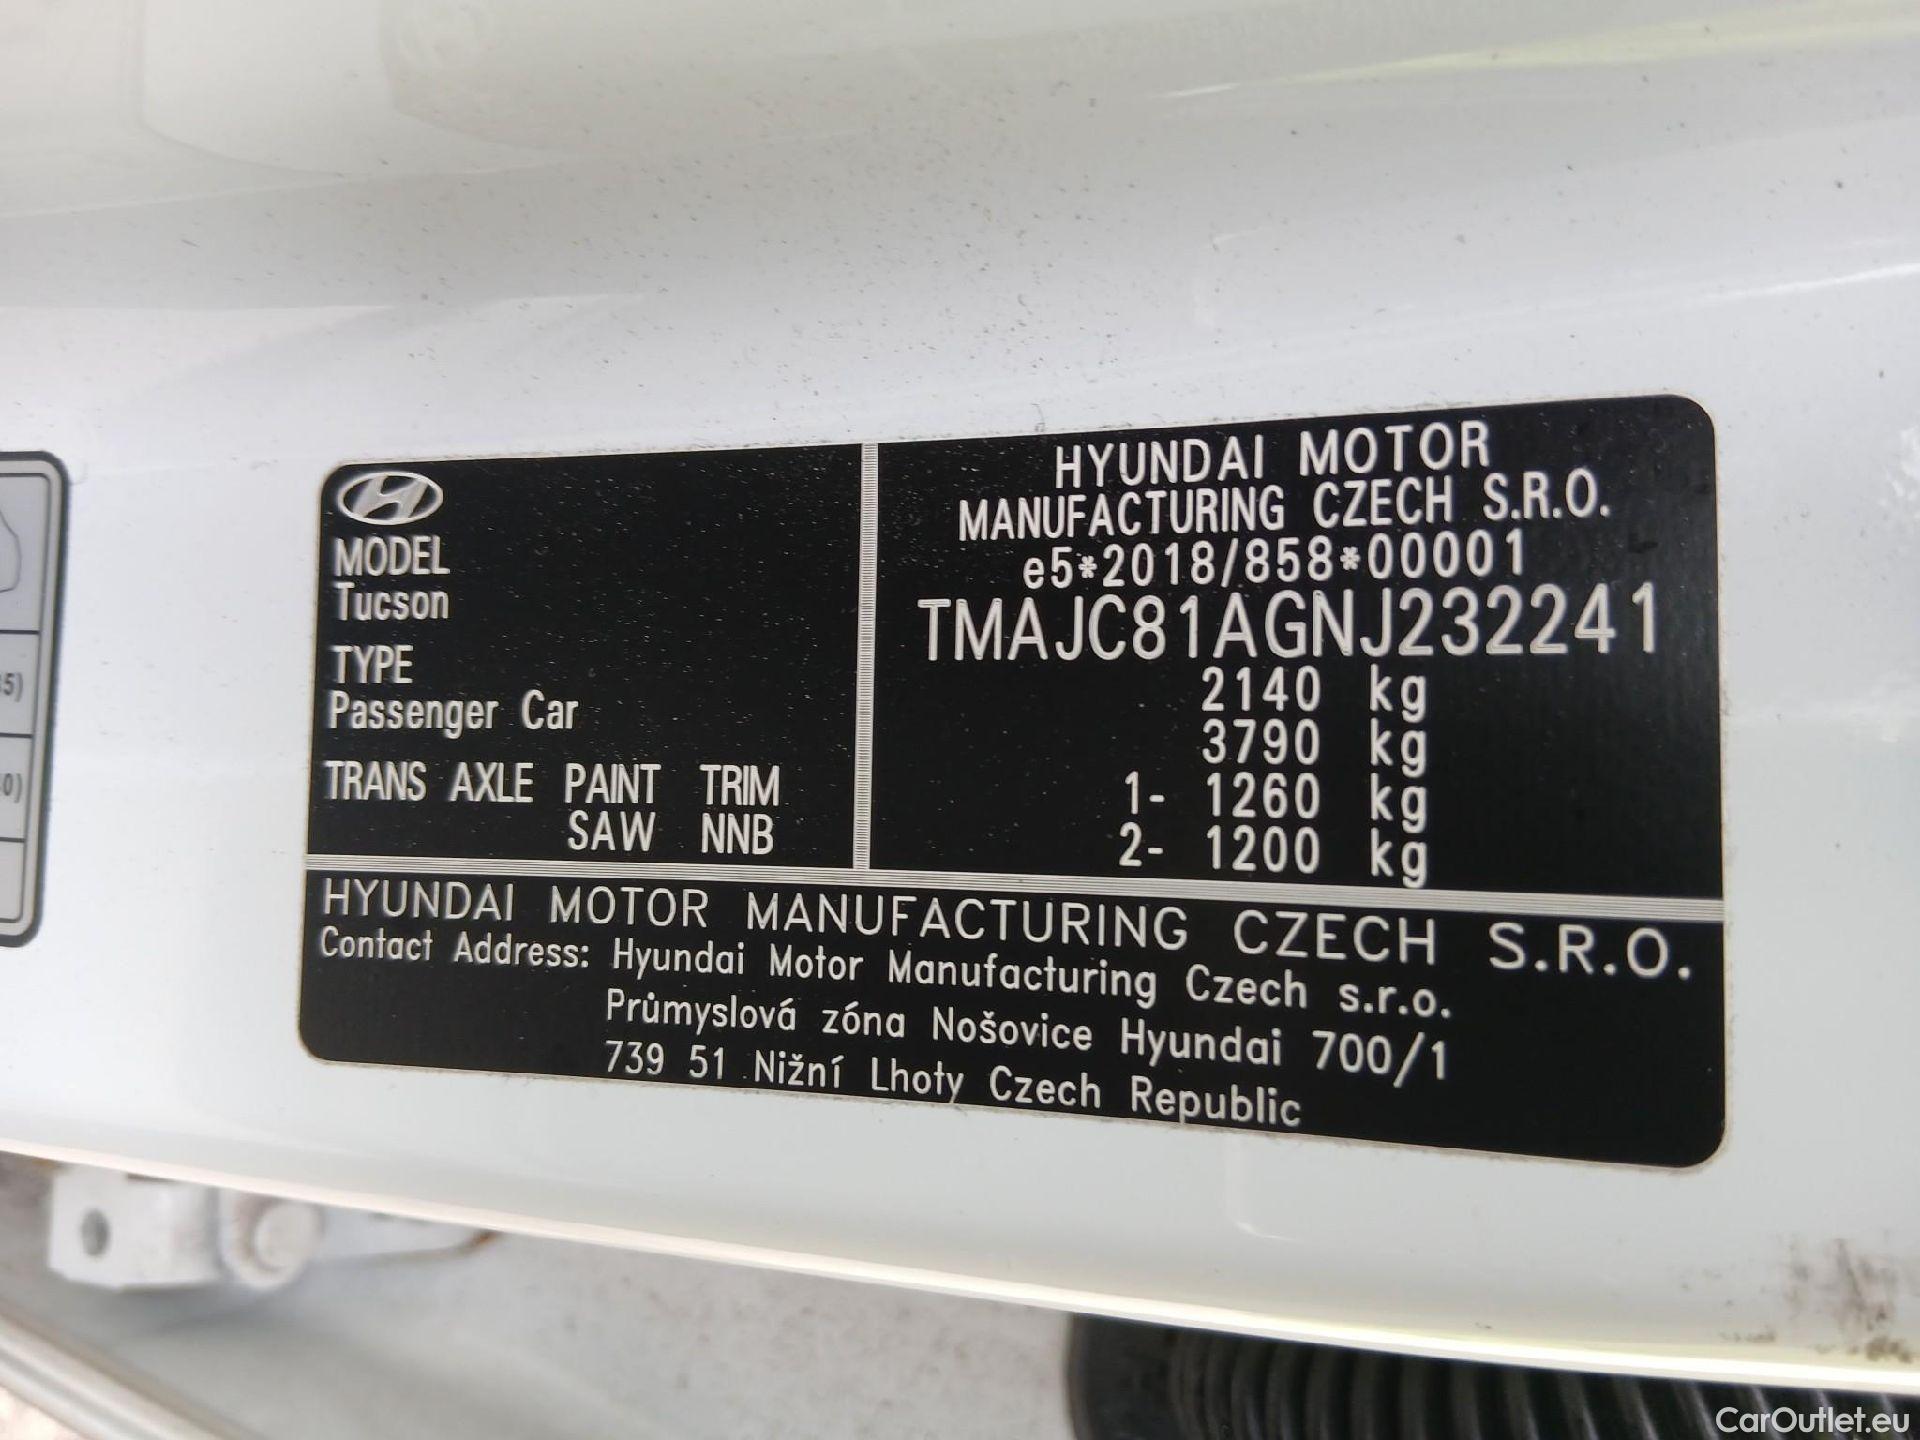 MODEL
Tucson
TYPE
Passenger Car
TRANS AXLE PAINT TRIM
SAW NNB
HYUNDAI MOTOR
MANUFACTURING CZECH S.R.O.
e5*2018/858*00001
TMAJC81AGNJ232241
2140 kg
3790 kg
1- 1260 kg
2- 1200 kg
HYUNDAI MOTOR MANUFACTURING CZECH S.R.O.
Contact Address: Hyundai Motor Manufacturing Czech s.r.o.
Průmyslová zóna Nošovice Hyundai 700/1
739 51 Nižní Lhoty Czech Republic
CarOutlet.eu